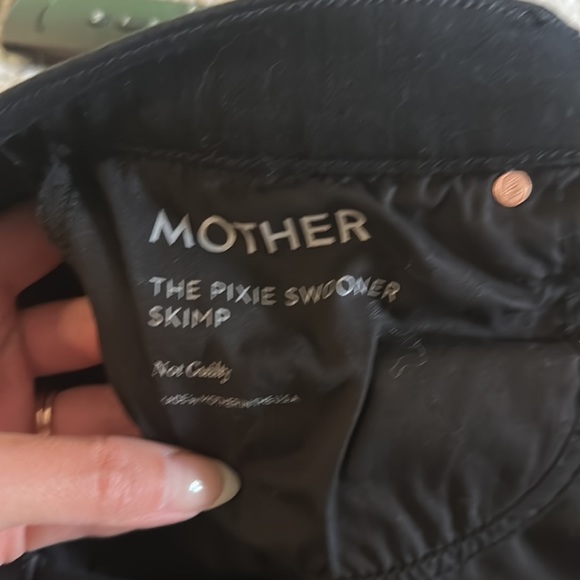 MOTHER
THE PIXIE SWOONER
SKIMP
Not Guilty